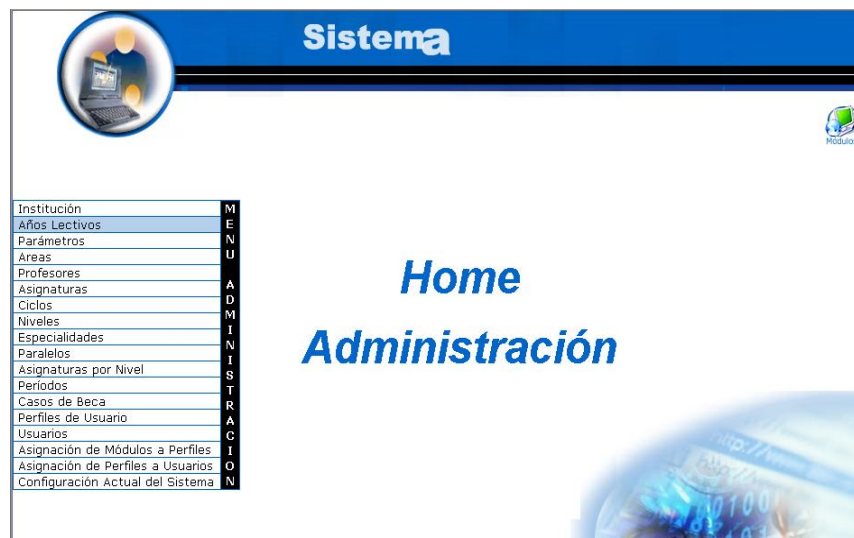 Sistema
Módulos
Institución
Años Lectivos
Parámetros
Areas
Profesores
Asignaturas
Ciclos
Niveles
Especialidades
Paralelos
Asignaturas por Nivel
Períodos
Casos de Beca
Perfiles de Usuario
Usuarios
Asignación de Módulos a Perfiles
Asignación de Perfiles a Usuarios
Configuración Actual del Sistema
MENU ADMINISTRACION
Home
Administración
http://